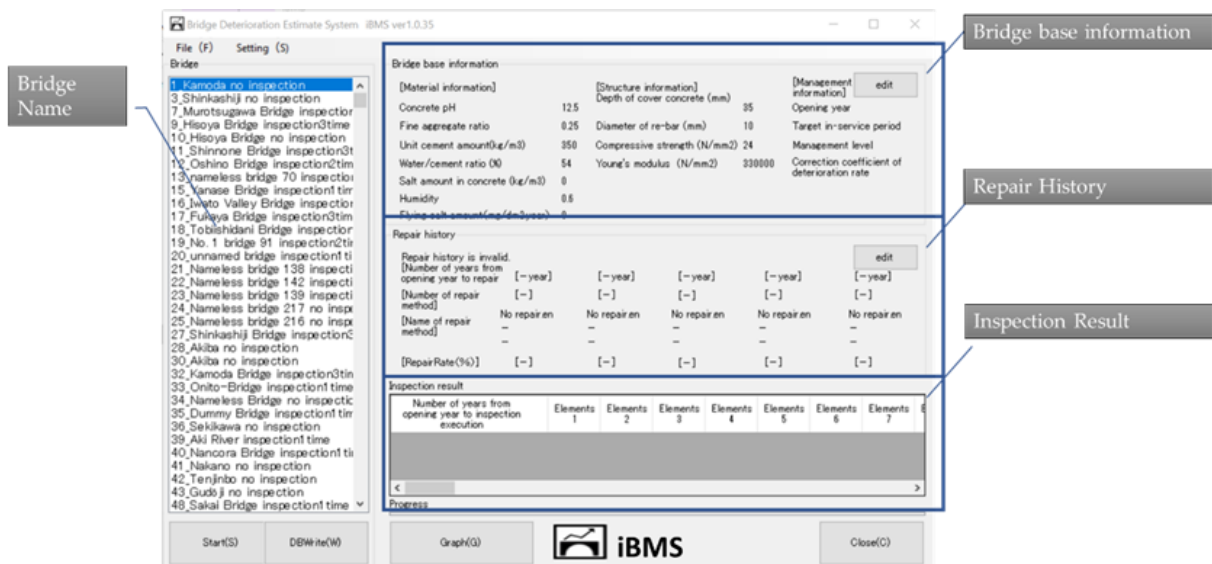 Bridge Deterioration Estimate System iBMS ver1.0.35
File (F) Setting (S)
Bridge
1_Kamoda no inspection
3_Shinkashiji no inspection
7_Murotsugawa Bridge inspection
9_Hisoya Bridge inspection3time
10_Hisoya Bridge no inspection
11_Shinnone Bridge inspection3t
12_Oshino Bridge inspection2tim
13_nameless bridge 70 inspectio
15_Yanase Bridge inspection1 tim
16_Iwato Valley Bridge inspection
17_Fukaya Bridge inspection3tim
18_Tobiishidani Bridge inspection
19_No. 1 bridge 91 inspection2ti
20_unnamed bridge inspection1 ti
21_Nameless bridge 138 inspecti
22_Nameless bridge 142 inspecti
23_Nameless bridge 139 inspecti
24_Nameless bridge 217 no inspe
25_Nameless bridge 216 no inspe
27_Shinkashiji Bridge inspection3
28_Akiba no inspection
30_Akiba no inspection
32_Kamoda Bridge inspection3tin
33_Onito-Bridge inspection1 time
34_Nameless Bridge no inspectic
35_Dummy Bridge inspection1 tim
36_Sekikawa no inspection
39_Aki River inspection1 time
40_Nancora Bridge inspection1 ti
41_Nakano no inspection
42_Tenjinbo no inspection
43_Gudoji no inspection
48_Sakai Bridge inspection1 time
Start(S) DBWrite(W)
Bridge base information
[Material information]
Concrete pH 12.5
Fine aggregate ratio 0.25
Unit cement amount(kg/m3) 350
Water/cement ratio (%) 54
Salt amount in concrete (kg/m3) 0
Humidity 0.6
Flying salt amount(mg/dm2year) 0
[Structure information]
Depth of cover concrete (mm) 35
Diameter of re-bar (mm) 10
Compressive strength (N/mm2) 24
Young's modulus (N/mm2) 330000
[Management
information]
edit
Opening year
Target in-service period
Management level
Correction coefficient of
deterioration rate
Repair history
Repair history is invalid.
edit
[Number of years from
opening year to repair [-year] [-year] [-year] [-year] [-year]
[Number of repair
method] [-] [-] [-] [-] [-]
[Name of repair
method] No repair.en No repair.en No repair.en No repair.en No repair.en
– – – – –
– – – – –
[RepairRate(%)] [-] [-] [-] [-] [-]
Inspection result
Number of years from
opening year to inspection
execution
Elements 1
Elements 2
Elements 3
Elements 4
Elements 5
Elements 6
Elements 7
E
Progress
Graph(G) iBMS Close(C)
Bridge
Name
Bridge base information
Repair History
Inspection Result